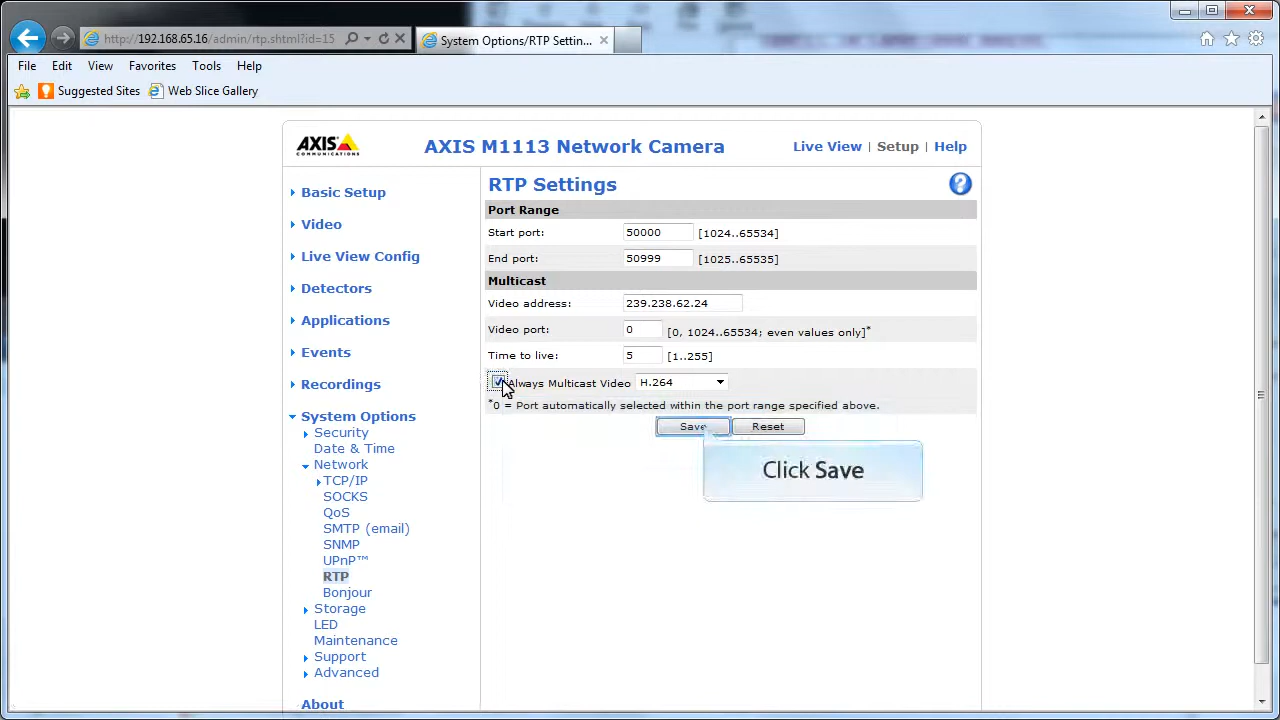 http://192.168.65.16/admin/rtp.shtml?id=15
System Options/RTP Settin...
File Edit View Favorites Tools Help
Suggested Sites Web Slice Gallery
AXIS
COMMUNICATIONS
AXIS M1113 Network Camera
Live View | Setup | Help
Basic Setup
Video
Live View Config
Detectors
Applications
Events
Recordings
System Options
Security
Date & Time
Network
TCP/IP
SOCKS
QoS
SMTP (email)
SNMP
UPnP™
RTP
Bonjour
Storage
LED
Maintenance
Support
Advanced
About
RTP Settings
Port Range
Start port: 50000 [1024..65534]
End port: 50999 [1025..65535]
Multicast
Video address: 239.238.62.24
Video port: 0 [0, 1024..65534; even values only]*
Time to live: 5 [1..255]
Always Multicast Video H.264
*0 = Port automatically selected within the port range specified above.
Save Reset
Click Save